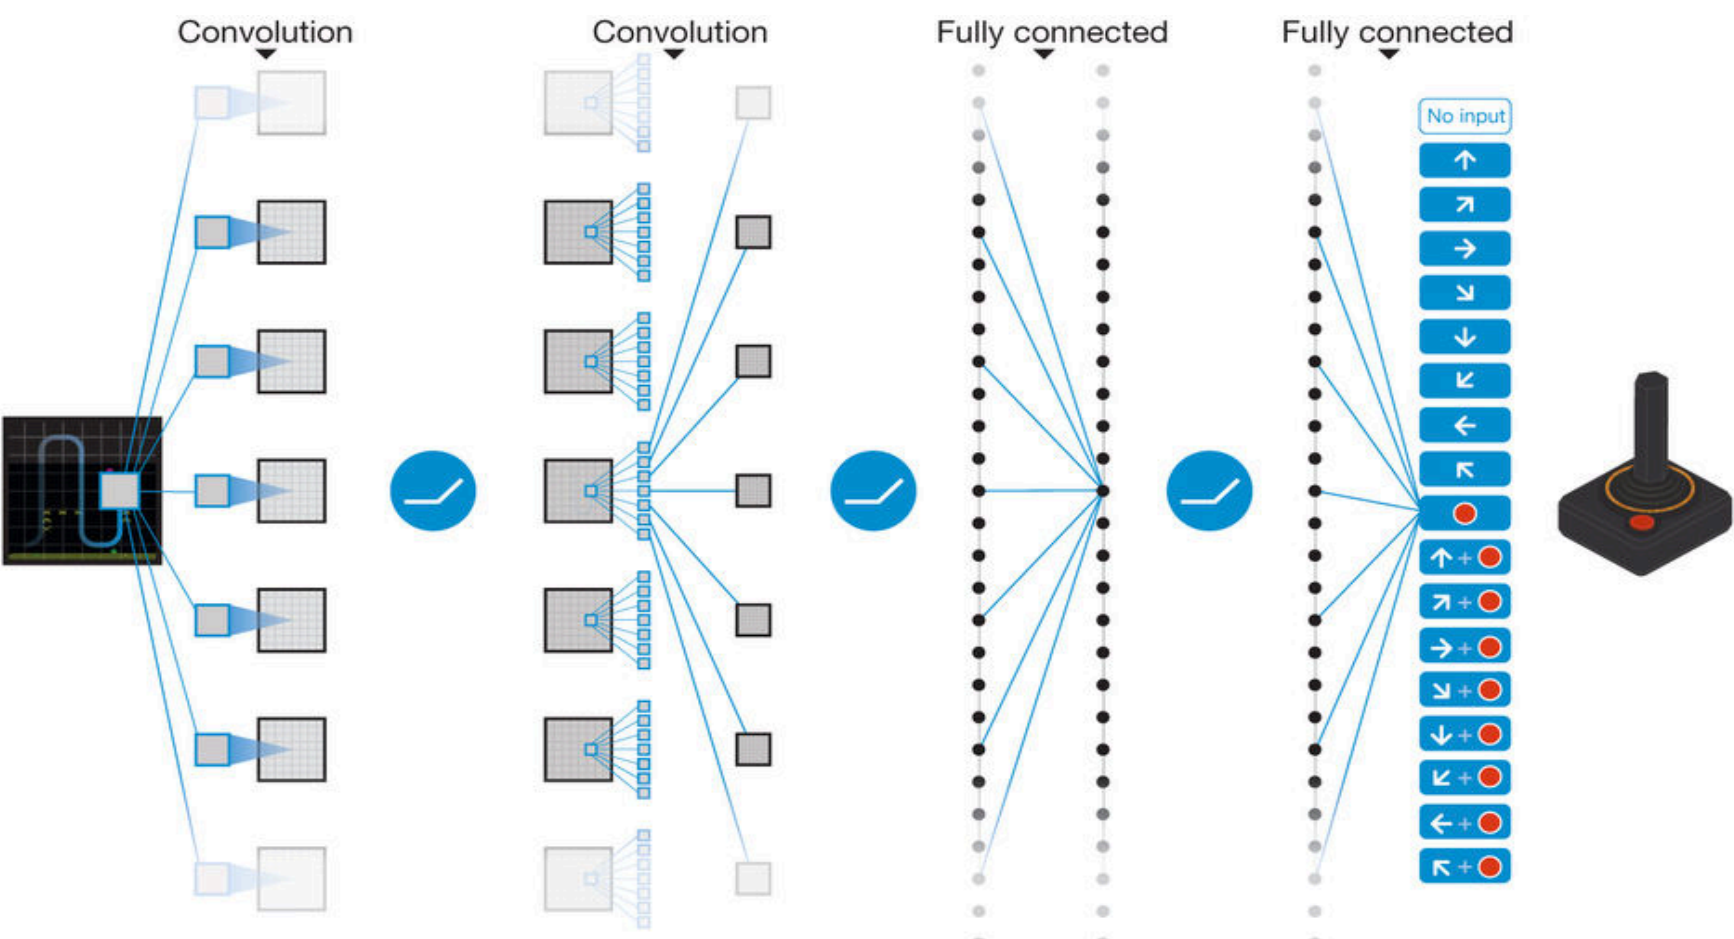 Convolution
Convolution
Fully connected
Fully connected
No input
+
+
+
+
+
+
+
+